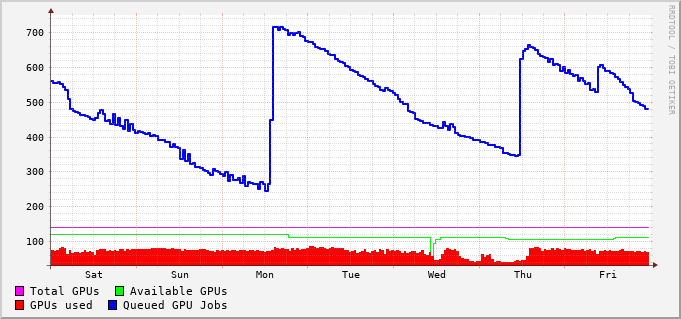 RRDTOOL / TOBI OETIKER
700
600
500
400
300
200
100
Sat Sun Mon Tue Wed Thu Fri
Total GPUs Available GPUs
GPUs used Queued GPU Jobs